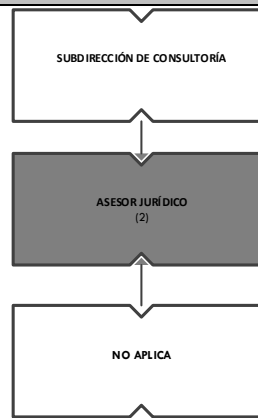 SUBDIRECCIÓN DE CONSULTORÍA
ASESOR JURÍDICO
(2)
NO APLICA